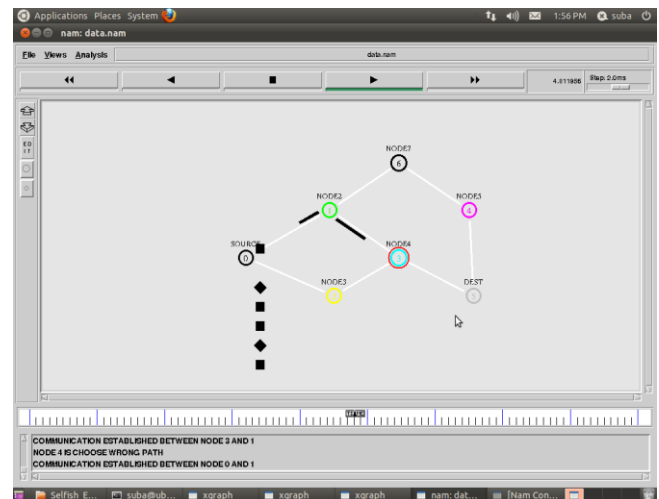 Applications Places System 1:56 PM suba
nam: data.nam
File Views Analysis data.nam
4.011986 Step: 2.0ms
NODE7
6
NODE2 NODE5
1 4
SOURCE NODE4
0 3
NODE3 DEST
5
COMMUNICATION ESTABLISHED BETWEEN NODE 3 AND 1
NODE 4 IS CHOOSE WRONG PATH
COMMUNICATION ESTABLISHED BETWEEN NODE 0 AND 1
Selfish E... suba@ub... xgraph xgraph xgraph nam: dat... [Nam Con...